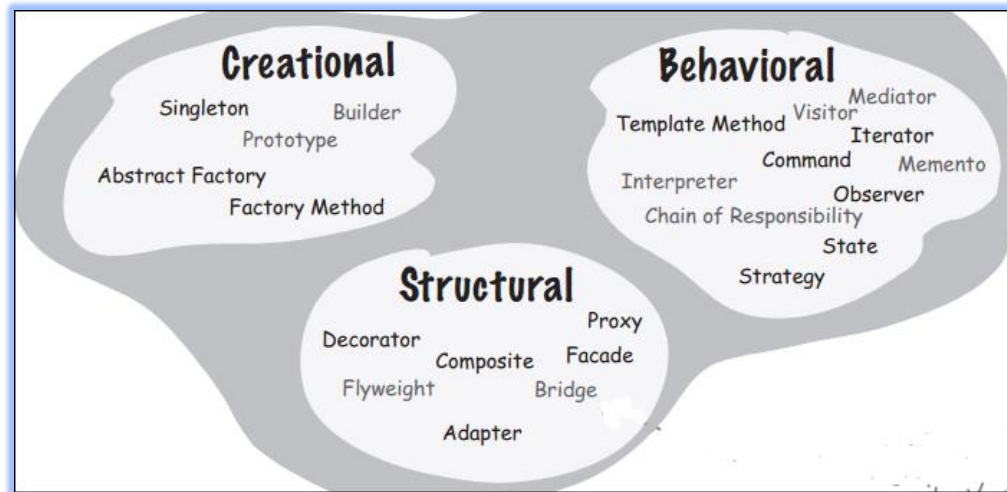 Creational
Singleton
Builder
Prototype
Abstract Factory
Factory Method
Behavioral
Mediator
Visitor
Template Method
Iterator
Command
Memento
Interpreter
Observer
Chain of Responsibility
State
Strategy
Structural
Proxy
Decorator
Composite
Facade
Flyweight
Bridge
Adapter